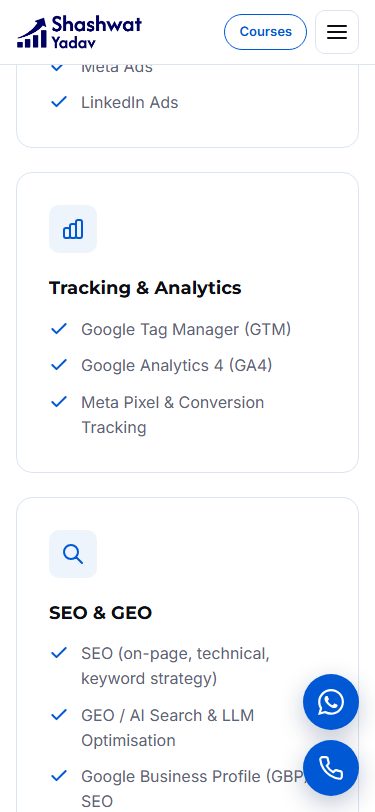 Shashwat
Yadav
Courses
Meta Ads
LinkedIn Ads
Tracking & Analytics
Google Tag Manager (GTM)
Google Analytics 4 (GA4)
Meta Pixel & Conversion
Tracking
SEO & GEO
SEO (on-page, technical,
keyword strategy)
GEO / AI Search & LLM
Optimisation
Google Business Profile (GBP
SEO